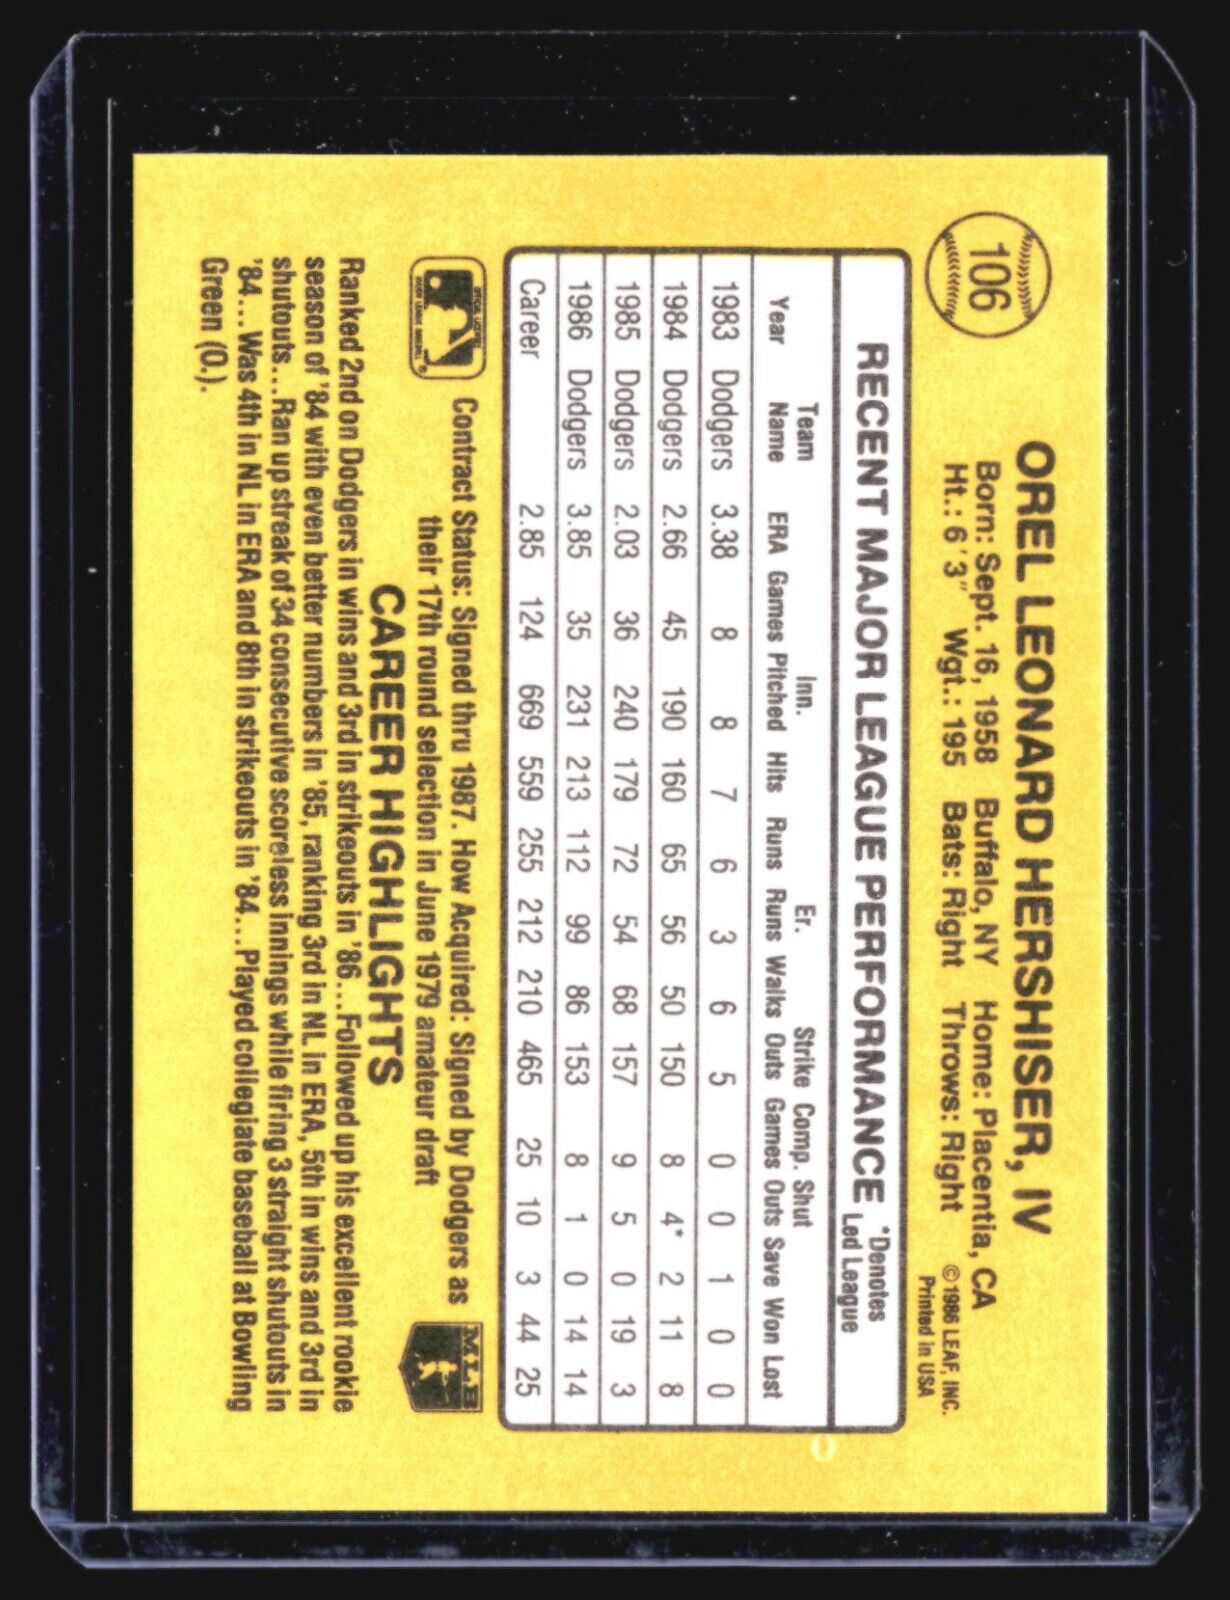 106
OREL LEONARD HERSHISER, IV
Born: Sept. 16, 1958 Buffalo, NY Home: Placentia, CA
Ht.: 6'3" Wgt.: 195 Bats: Right Throws: Right
©1986 LEAF, INC.
Printed in USA
RECENT MAJOR LEAGUE PERFORMANCE *Denotes
Led League
Team Inn. Er. Strike Comp. Shut
Year Name ERA Games Pitched Hits Runs Runs Walks Outs Games Outs Save Won Lost
1983 Dodgers 3.38 8 8 7 6 3 6 5 0 0 1 0 0
1984 Dodgers 2.66 45 190 160 65 56 50 150 8 4* 2 11 8
1985 Dodgers 2.03 36 240 179 72 54 68 157 9 5 0 19 3
1986 Dodgers 3.85 35 231 213 112 99 86 153 8 1 0 14 14
Career 2.85 124 669 559 255 212 210 465 25 10 3 44 25
Contract Status: Signed thru 1987. How Acquired: Signed by Dodgers as
their 17th round selection in June 1979 amateur draft
MLB
CAREER HIGHLIGHTS
Ranked 2nd on Dodgers in wins and 3rd in strikeouts in '86...Followed up his excellent rookie
season of '84 with even better numbers in '85, ranking 3rd in NL in ERA, 5th in wins and 3rd in
shutouts...Ran up streak of 34 consecutive scoreless innings while firing 3 straight shutouts in
'84...Was 4th in NL in ERA and 8th in strikeouts in '84...Played collegiate baseball at Bowling
Green (O.).